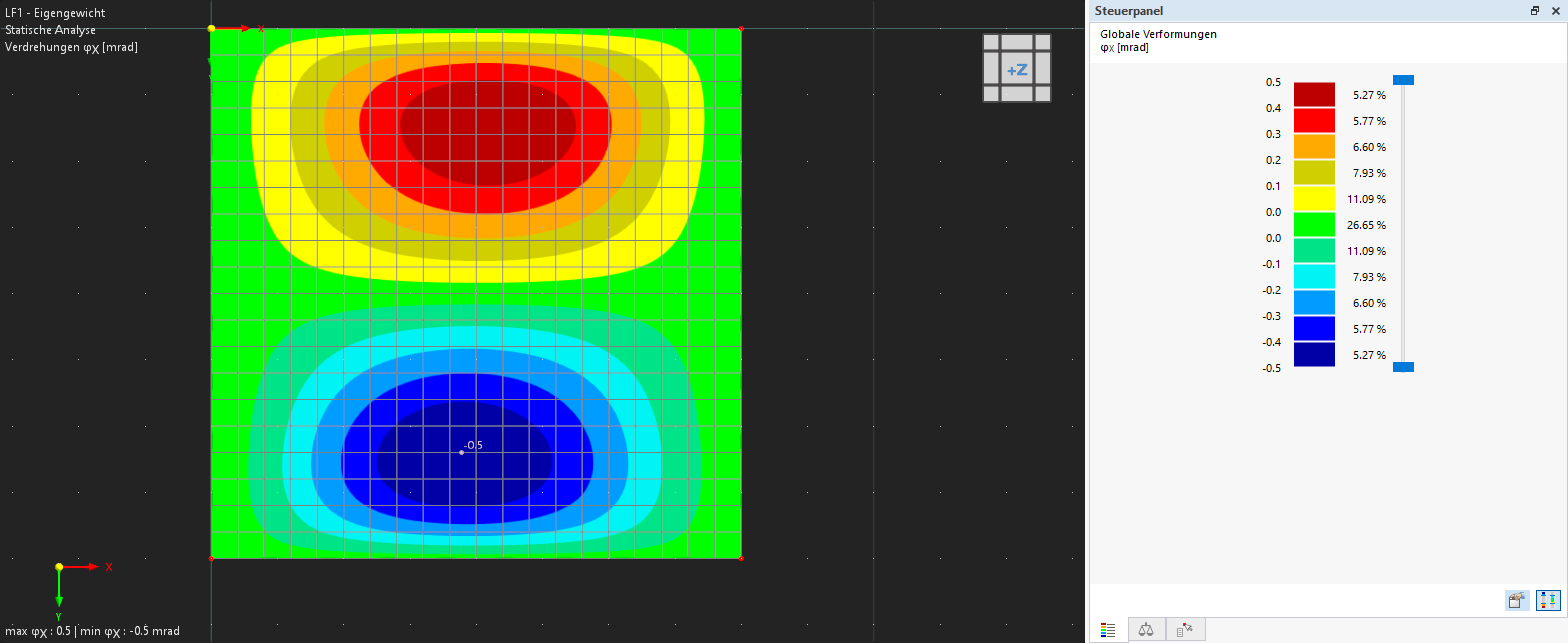 LF1 - Eigengewicht
Statische Analyse
Verdrehungen φχ [mrad]
X
+Z
-0.5
X
Y
max φχ : 0.5 | min φχ : -0.5 mrad
Steuerpanel
Globale Verformungen
φx [mrad]
0.5
5.27 %
0.4
5.77 %
0.3
6.60 %
0.2
7.93 %
0.1
11.09 %
0.0
26.65 %
0.0
11.09 %
-0.1
7.93 %
-0.2
6.60 %
-0.3
5.77 %
-0.4
5.27 %
-0.5